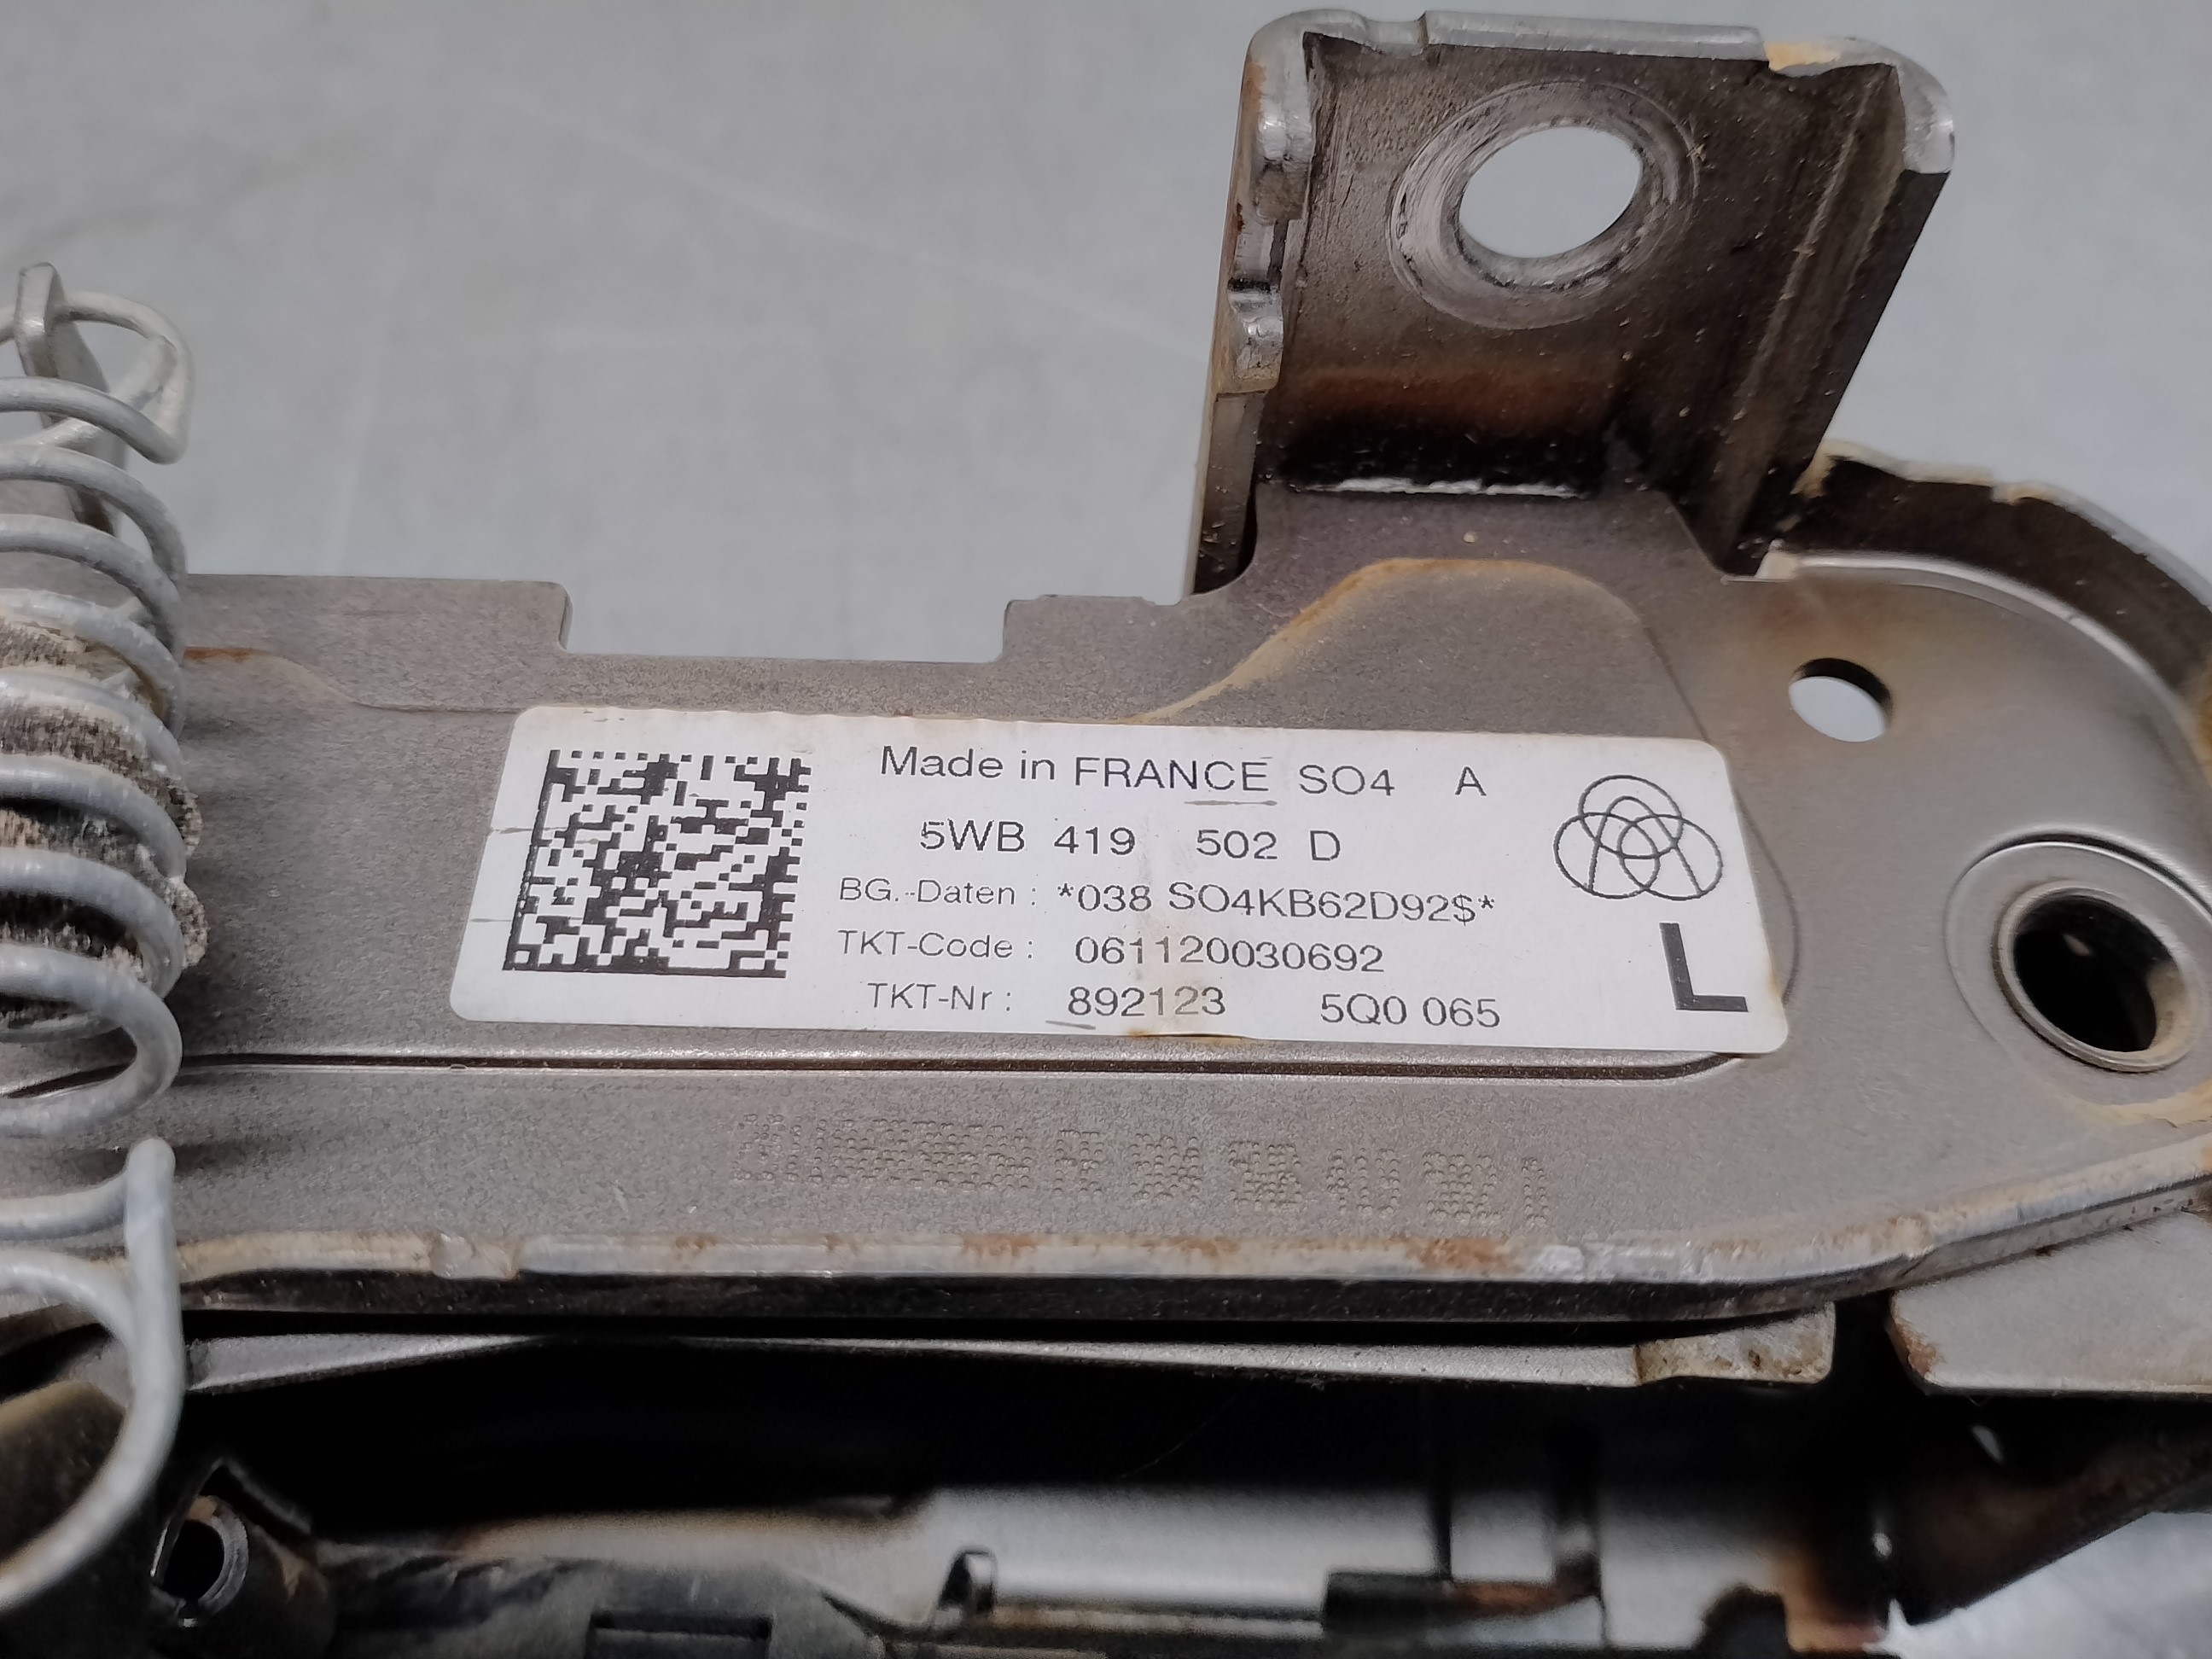 Made in FRANCE SO4 A
5WB 419 502 D
BG.-Daten : *038 SO4KB62D92$*
TKT-Code : 061120030692
TKT-Nr : 892123 5Q0 065
L